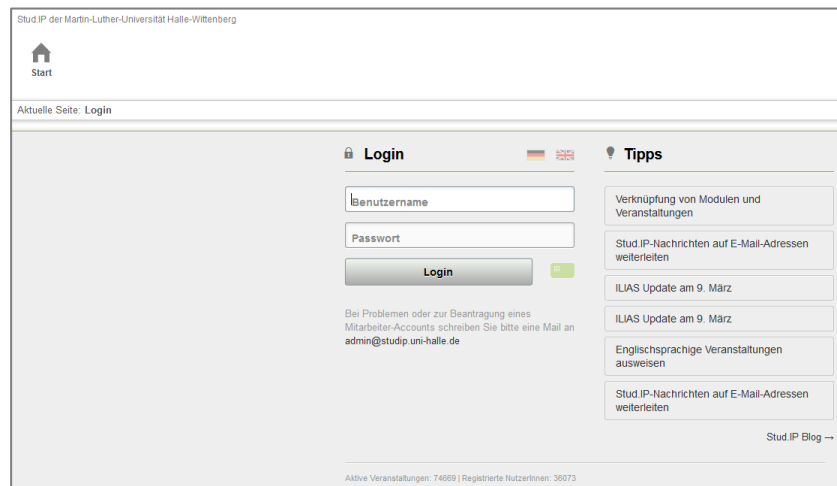 Stud.IP der Martin-Luther-Universität Halle-Wittenberg
Start
Aktuelle Seite: Login
Login
Benutzername
Passwort
Login
Bei Problemen oder zur Beantragung eines
Mitarbeiter-Accounts schreiben Sie bitte eine Mail an
admin@studip.uni-halle.de
Tipps
Verknüpfung von Modulen und
Veranstaltungen
Stud.IP-Nachrichten auf E-Mail-Adressen
weiterleiten
ILIAS Update am 9. März
ILIAS Update am 9. März
Englischsprachige Veranstaltungen
ausweisen
Stud.IP-Nachrichten auf E-Mail-Adressen
weiterleiten
Stud.IP Blog →
Aktive Veranstaltungen: 74669 | Registrierte NutzerInnen: 36073